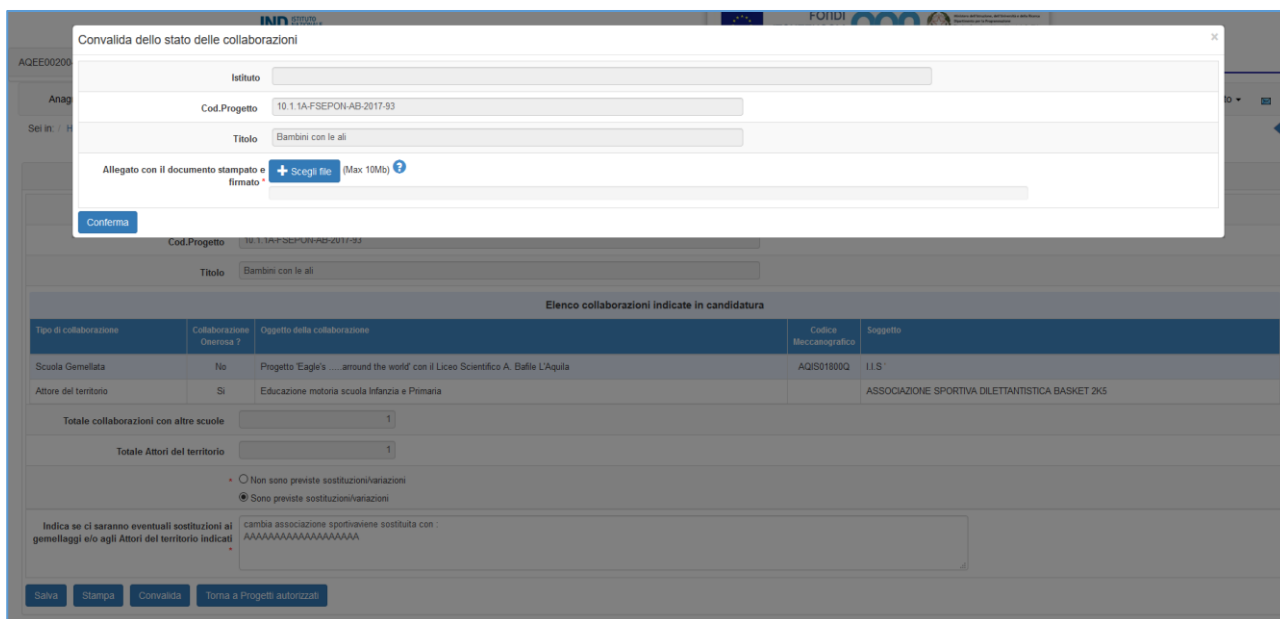 IND ISTITUTO
FONDI
Convalida dello stato delle collaborazioni ×
AQEE00200
Istituto
Anag
Cod.Progetto 10.1.1A-FSEPON-AB-2017-93
to
Sei in: / H
Titolo Bambini con le ali
Allegato con il documento stampato e firmato * + Scegli file (Max 10Mb) ?
Conferma
Cod.Progetto 10.1.1A-FSEPON-AB-2017-93
Titolo Bambini con le ali
Elenco collaborazioni indicate in candidatura
Tipo di collaborazione Collaborazione Onerosa ? Oggetto della collaborazione Codice Meccanografico Soggetto
Scuola Gemellata No Progetto 'Eagle's .....around the world' con il Liceo Scientifico A. Bafile L'Aquila AQIS01800Q I.I.S '
Attore del territorio Si Educazione motoria scuola Infanzia e Primaria ASSOCIAZIONE SPORTIVA DILETTANTISTICA BASKET 2K5
Totale collaborazioni con altre scuole 1
Totale Attori del territorio 1
* Non sono previste sostituzioni/variazioni
Sono previste sostituzioni/variazioni
Indica se ci saranno eventuali sostituzioni ai gemellaggi e/o agli Attori del territorio indicati *
cambia associazione sportivaviene sostituita con :
AAAAAAAAAAAAAAAAAAA
Salva Stampa Convalida Torna a Progetti autorizzati